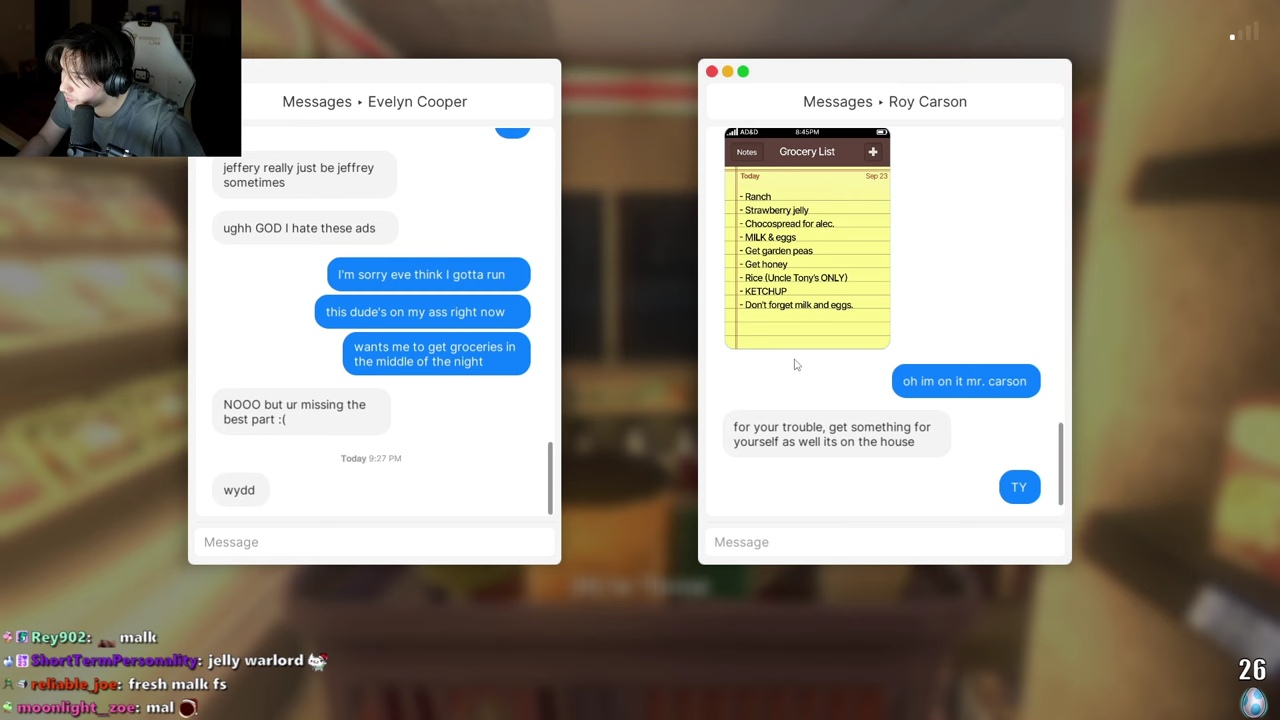 Messages ▸ Evelyn Cooper
jeffery really just be jeffrey
sometimes
ughh GOD I hate these ads
I'm sorry eve think I gotta run
this dude's on my ass right now
wants me to get groceries in
the middle of the night
NOOO but ur missing the
best part :(
Today 9:27 PM
wydd
Message
Messages ▸ Roy Carson
AD&D 8:45PM
Notes Grocery List +
Today Sep 23
- Ranch
- Strawberry jelly
- Chocospread for alec.
- MILK & eggs
- Get garden peas
- Get honey
- Rice (Uncle Tony's ONLY)
- KETCHUP
- Don't forget milk and eggs.
oh im on it mr. carson
for your trouble, get something for
yourself as well its on the house
TY
Message
Rey902: malk
ShortTermPersonality: jelly warlord
reliable_joe: fresh malk fs
moonlight__zoe: mal
26